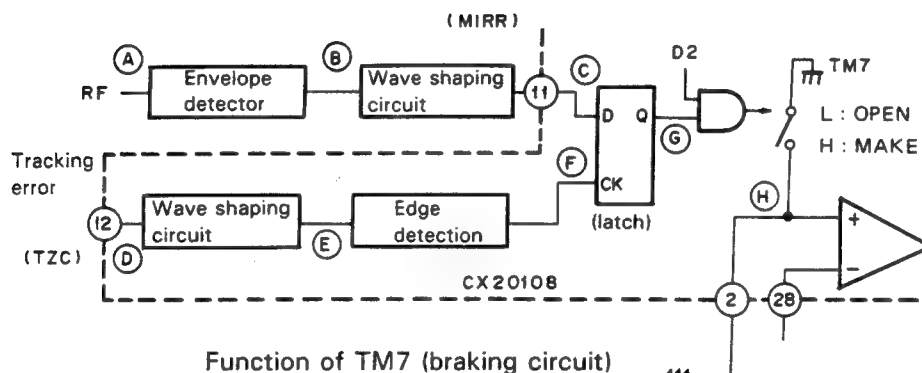 (MIRR)
A
B
C
D2
TM7
RF
Envelope detector
Wave shaping circuit
11
D
Q
G
L : OPEN
H : MAKE
Tracking error
F
CK
(latch)
H
12
Wave shaping circuit
Edge detection
(TZC)
D
E
CX20108
+
−
2
28
Function of TM7 (braking circuit)